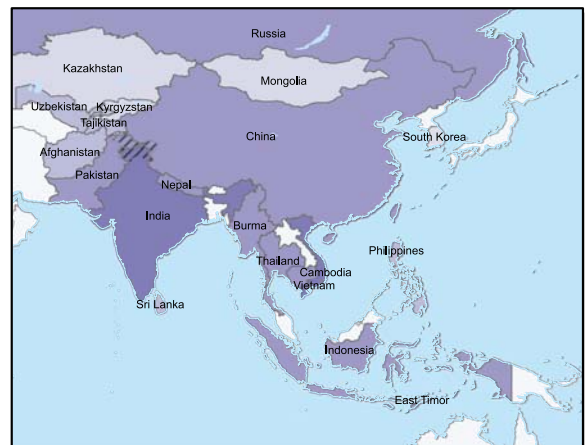 Russia
Kazakhstan
Mongolia
Uzbekistan
Kyrgyzstan
Tajikistan
China
South Korea
Afghanistan
Pakistan
Nepal
India
Burma
Thailand
Philippines
Cambodia
Vietnam
Sri Lanka
Indonesia
East Timor